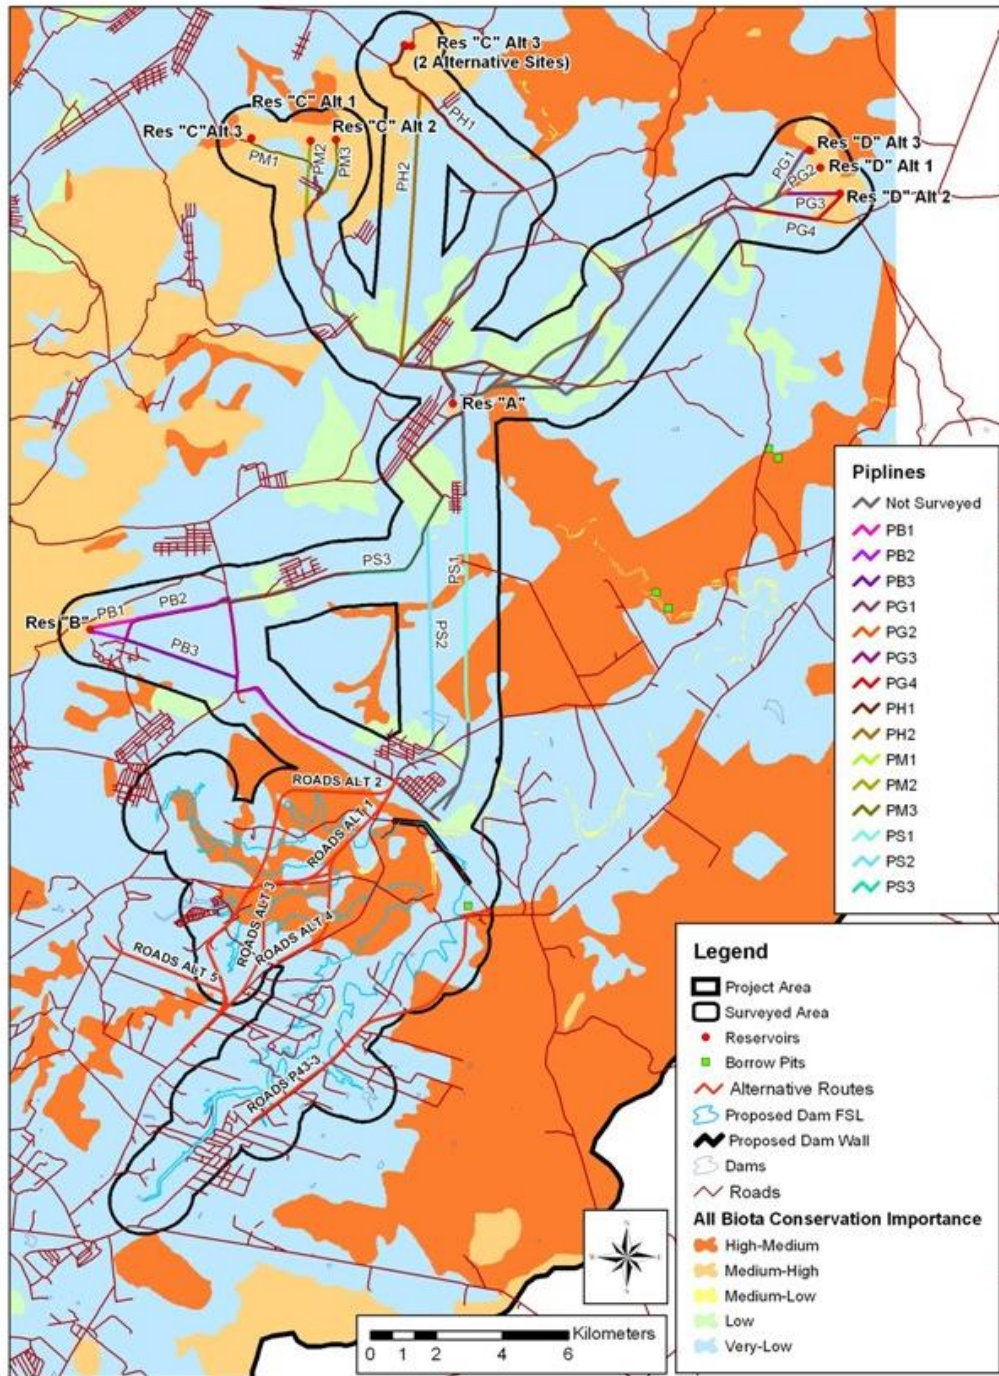 Res "C" Alt 3
(2 Alternative Sites)
Res "C" Alt 1
Res "C"Alt 3
Res "C" Alt 2
PM1
PM2
PM3
PH2
PH1
PG1
Res "D" Alt 3
PG2
Res "D" Alt 1
PG3
Res "D" Alt 2
PG4
Res "A"
PS3
PS1
PB1
PB2
Res "B"
PB3
PS2
ROADS ALT 2
ROADS ALT 1
ROADS ALT 3
ROADS ALT 4
ROADS ALT 5
ROADS P43-3
Piplines
Not Surveyed
PB1
PB2
PB3
PG1
PG2
PG3
PG4
PH1
PH2
PM1
PM2
PM3
PS1
PS2
PS3
Legend
Project Area
Surveyed Area
Reservoirs
Borrow Pits
Alternative Routes
Proposed Dam FSL
Proposed Dam Wall
Dams
Roads
All Biota Conservation Importance
High-Medium
Medium-High
Medium-Low
Low
Very-Low
Kilometers
0 1 2 4 6